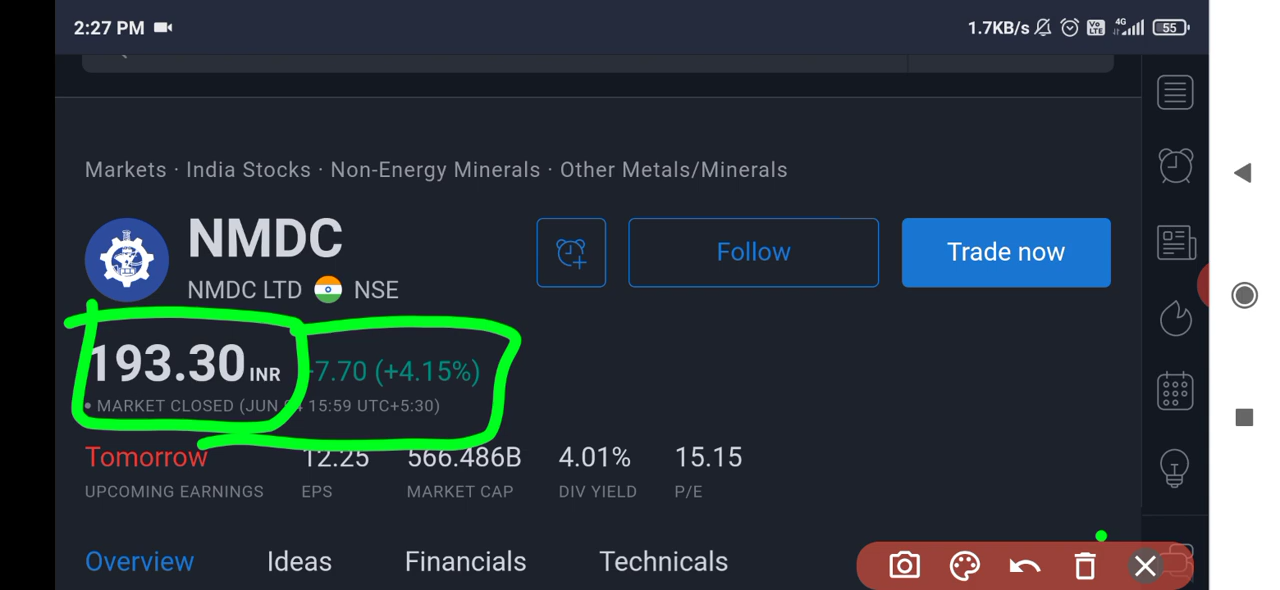 2:27 PM 1.7KB/s Vo LTE 4G 55
Markets · India Stocks · Non-Energy Minerals · Other Metals/Minerals
NMDC
NMDC LTD NSE
Follow
Trade now
193.30 INR 7.70 (+4.15%)
• MARKET CLOSED (JUN 15:59 UTC+5:30)
Tomorrow 12.25 566.486B 4.01% 15.15
UPCOMING EARNINGS EPS MARKET CAP DIV YIELD P/E
Overview Ideas Financials Technicals